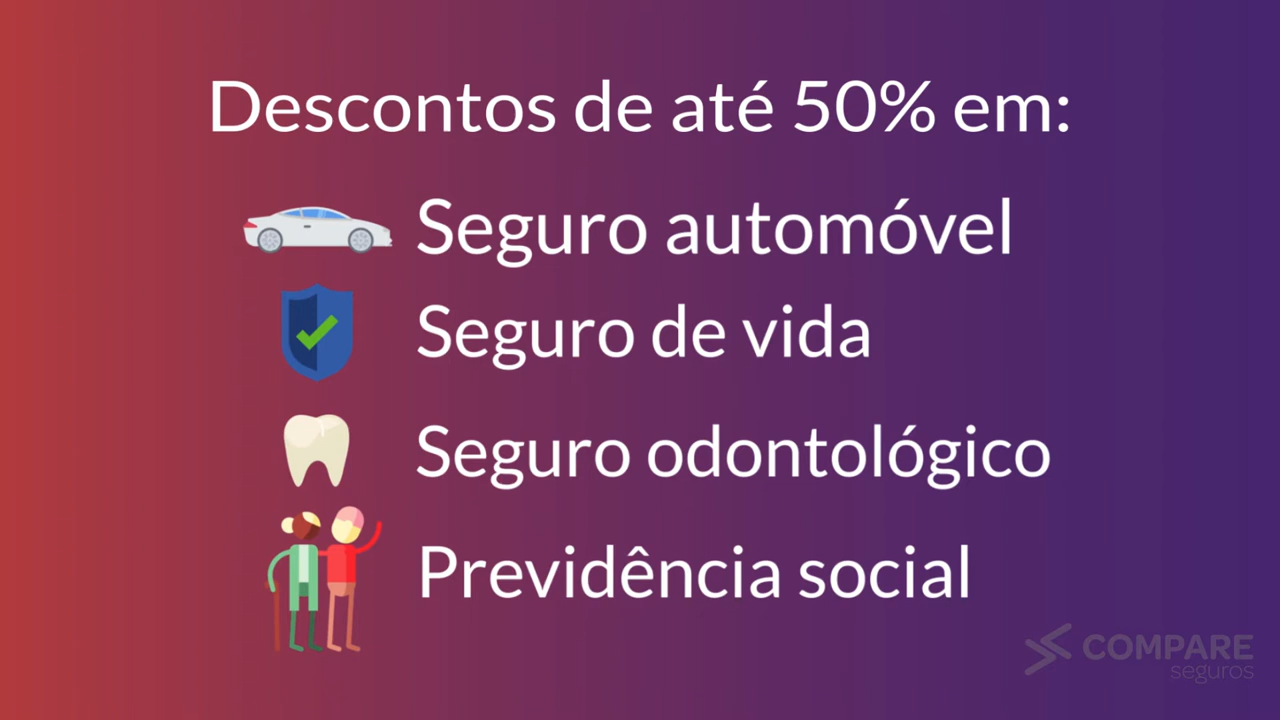 Descontos de até 50% em:
Seguro automóvel
Seguro de vida
Seguro odontológico
Previdência social
COMPARE
seguros